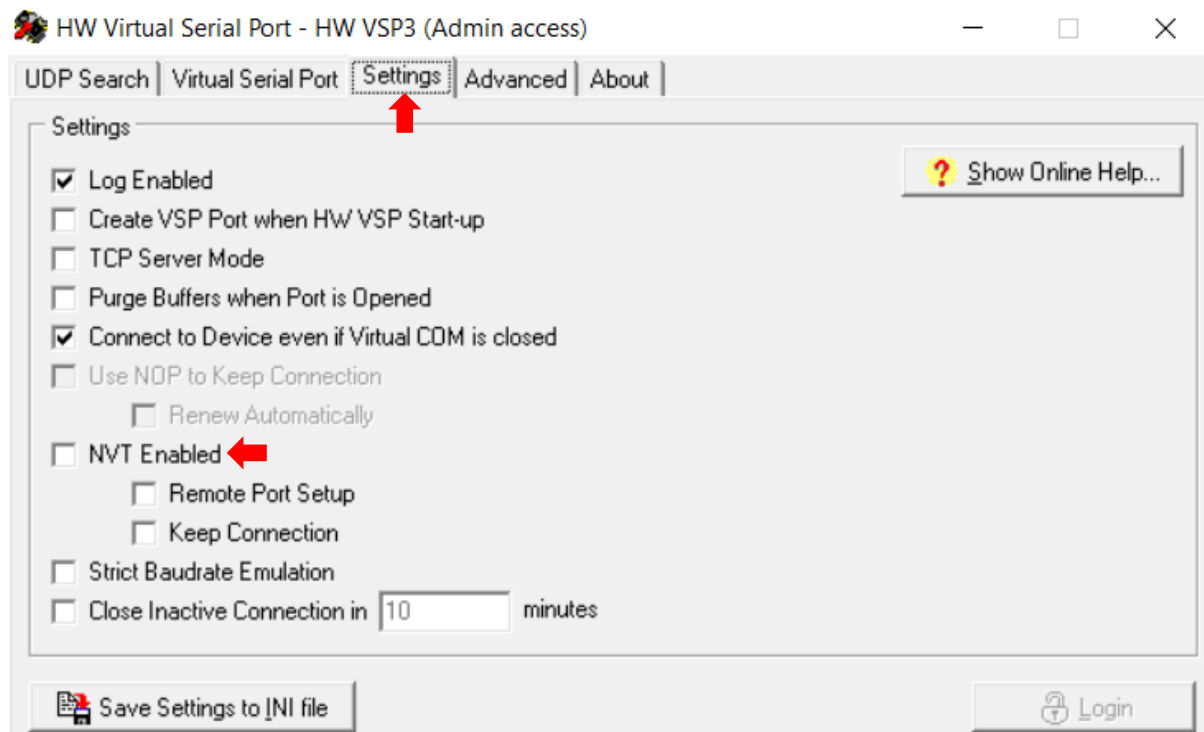 HW Virtual Serial Port - HW VSP3 (Admin access)
UDP Search Virtual Serial Port Settings Advanced About
Settings
? Show Online Help...
Log Enabled
Create VSP Port when HW VSP Start-up
TCP Server Mode
Purge Buffers when Port is Opened
Connect to Device even if Virtual COM is closed
Use NOP to Keep Connection
Renew Automatically
NVT Enabled
Remote Port Setup
Keep Connection
Strict Baudrate Emulation
Close Inactive Connection in 10 minutes
Save Settings to INI file
Login